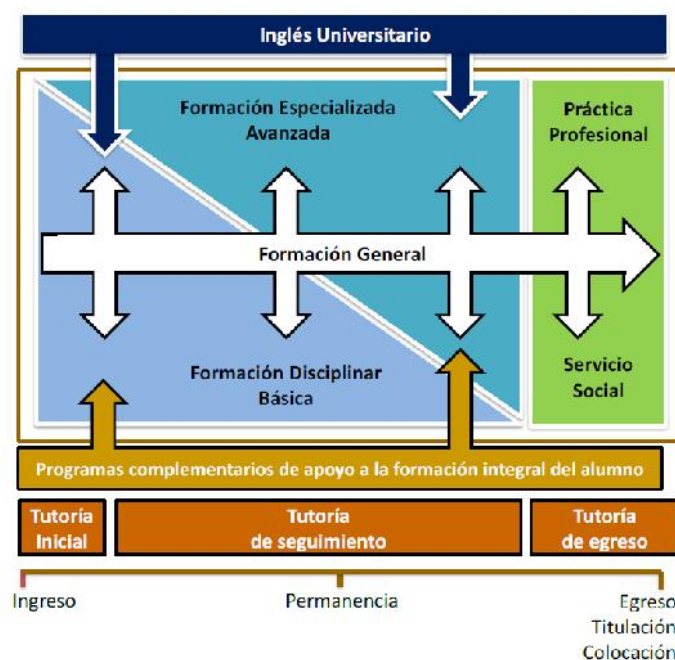 Inglés Universitario
Formación Especializada
Avanzada
Práctica
Profesional
Formación General
Formación Disciplinar
Básica
Servicio
Social
Programas complementarios de apoyo a la formación integral del alumno
Tutoría
Inicial
Tutoría
de seguimiento
Tutoría
de egreso
Ingreso
Permanencia
Egreso
Titulación
Colocación